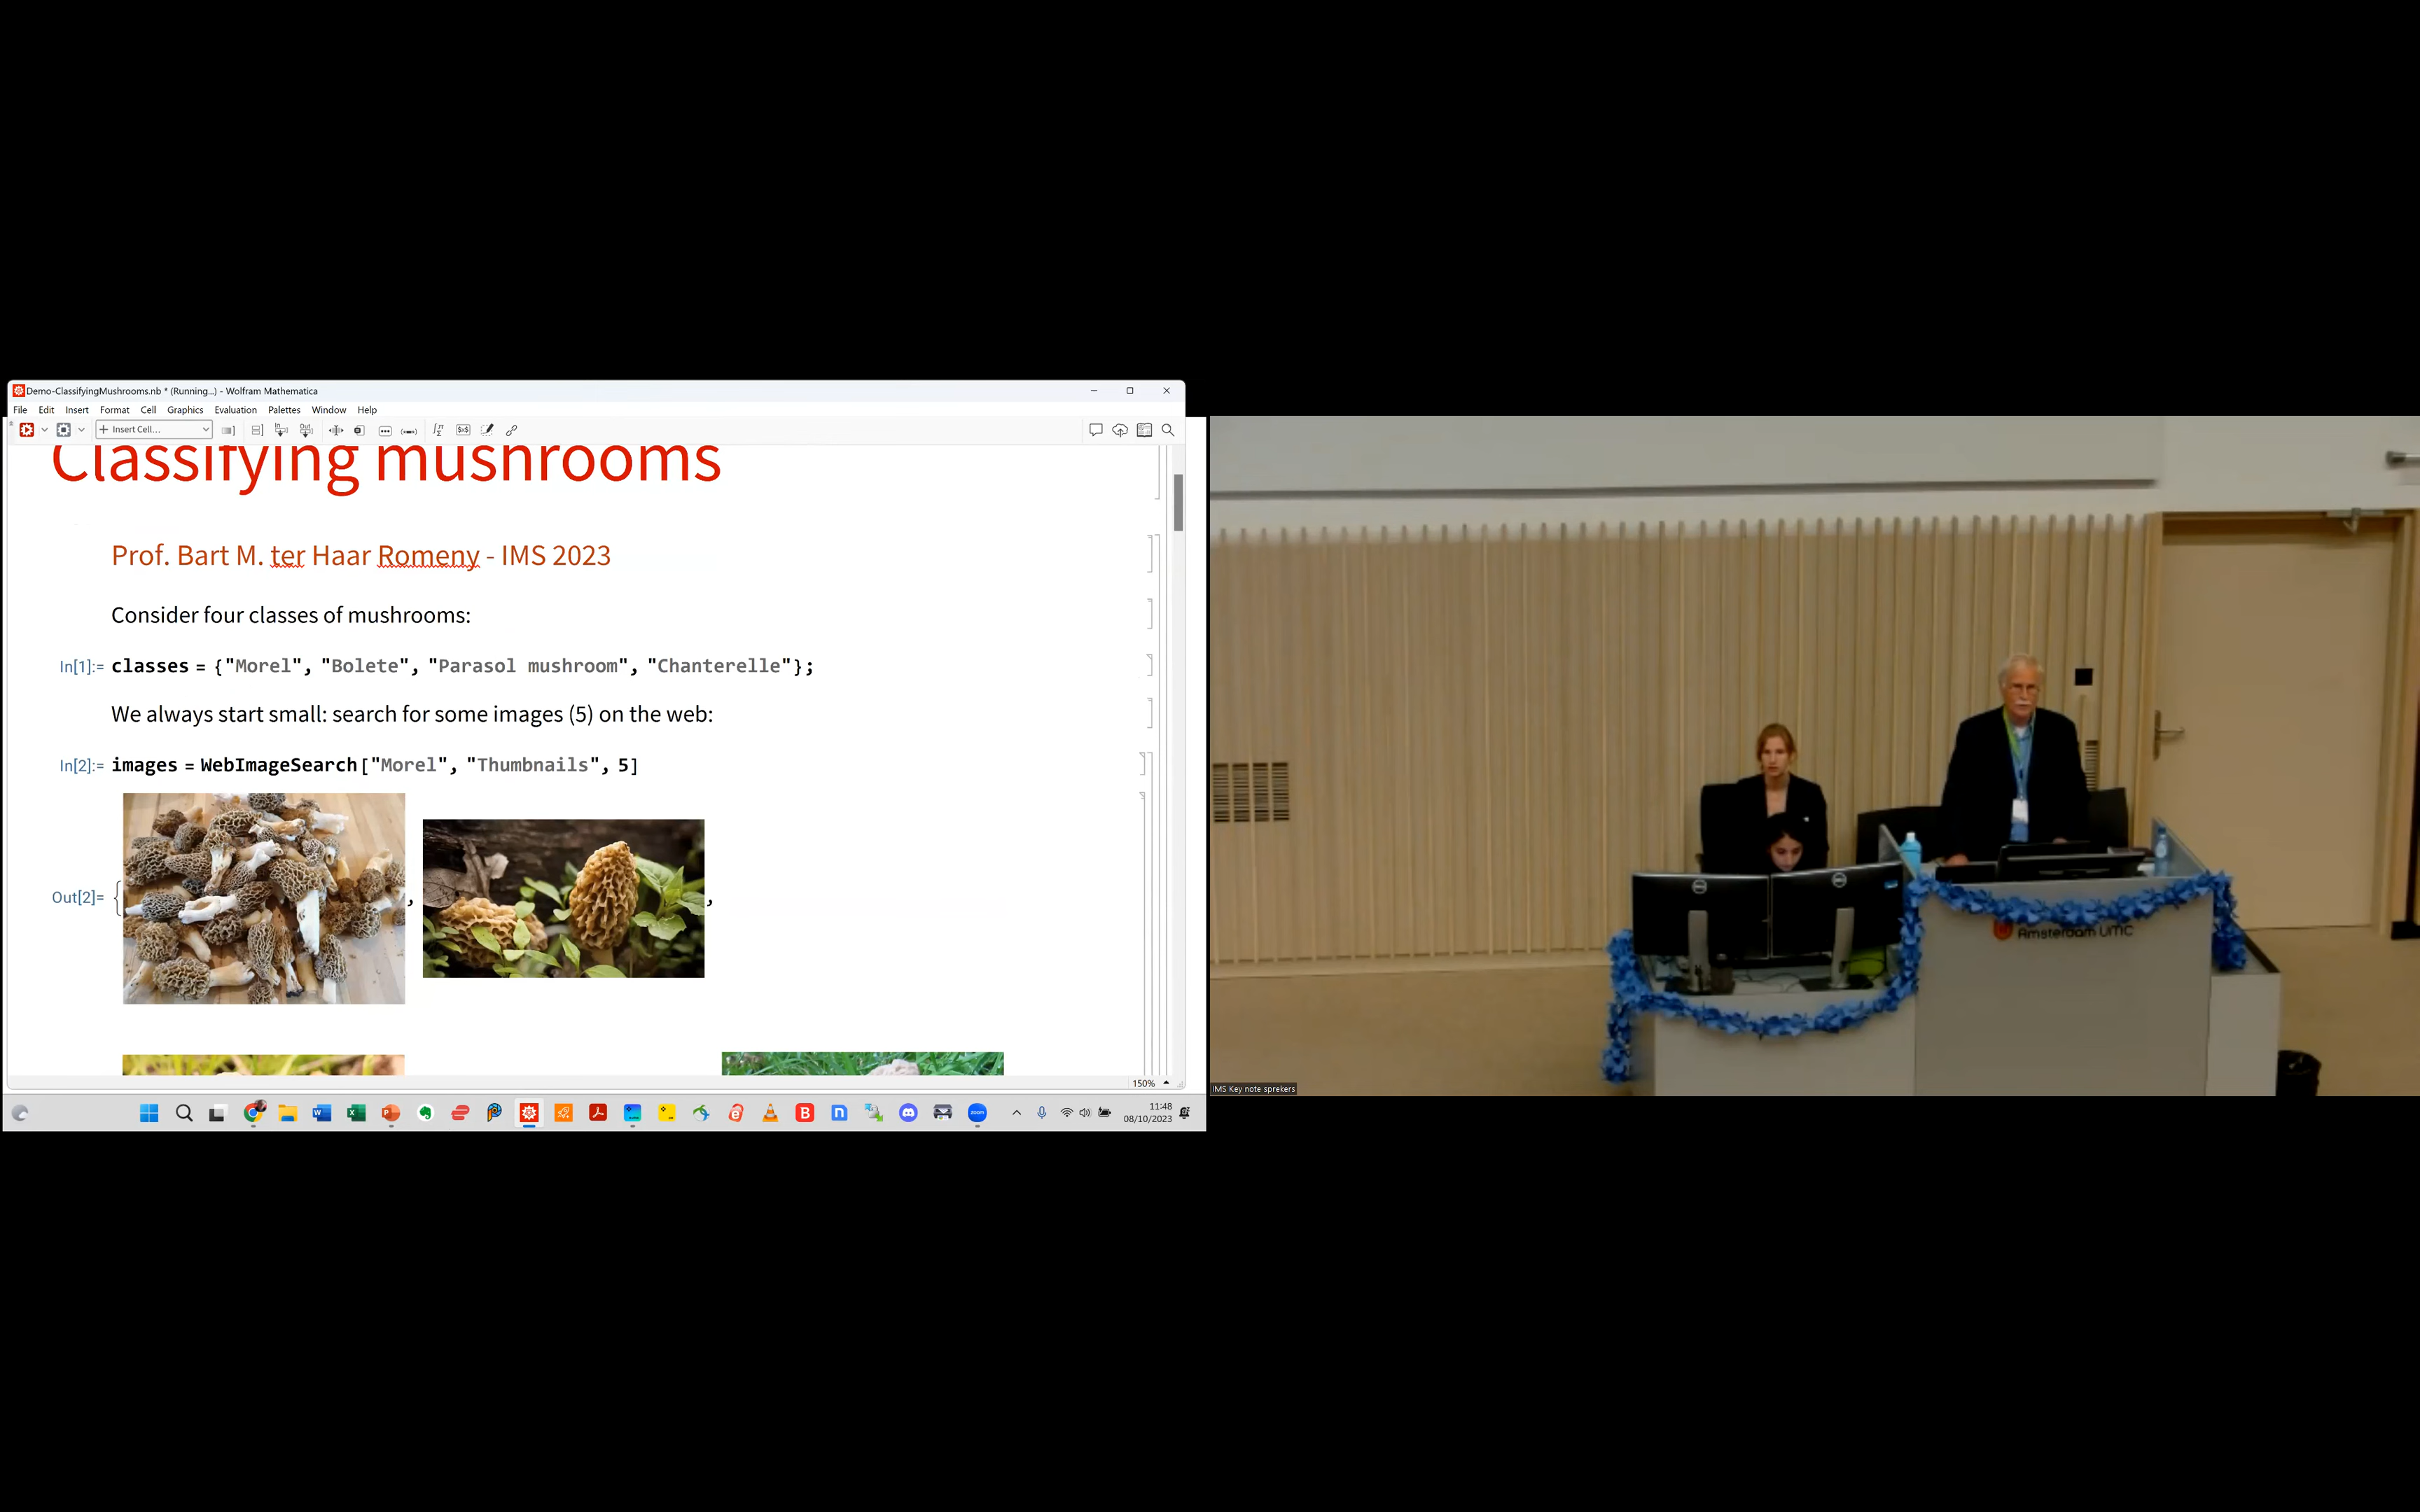 Demo-ClassifyingMushrooms.nb * (Running...) - Wolfram Mathematica
File Edit Insert Format Cell Graphics Evaluation Palettes Window Help
Insert Cell...
Classifying mushrooms
Prof. Bart M. ter Haar Romeny - IMS 2023
Consider four classes of mushrooms:
In[1]:= classes = {"Morel", "Bolete", "Parasol mushroom", "Chanterelle"};
We always start small: search for some images (5) on the web:
In[2]:= images = WebImageSearch["Morel", "Thumbnails", 5]
Out[2]= { , ,
150%
11:48
08/10/2023
Amsterdam UMC
IMS Key note sprekers